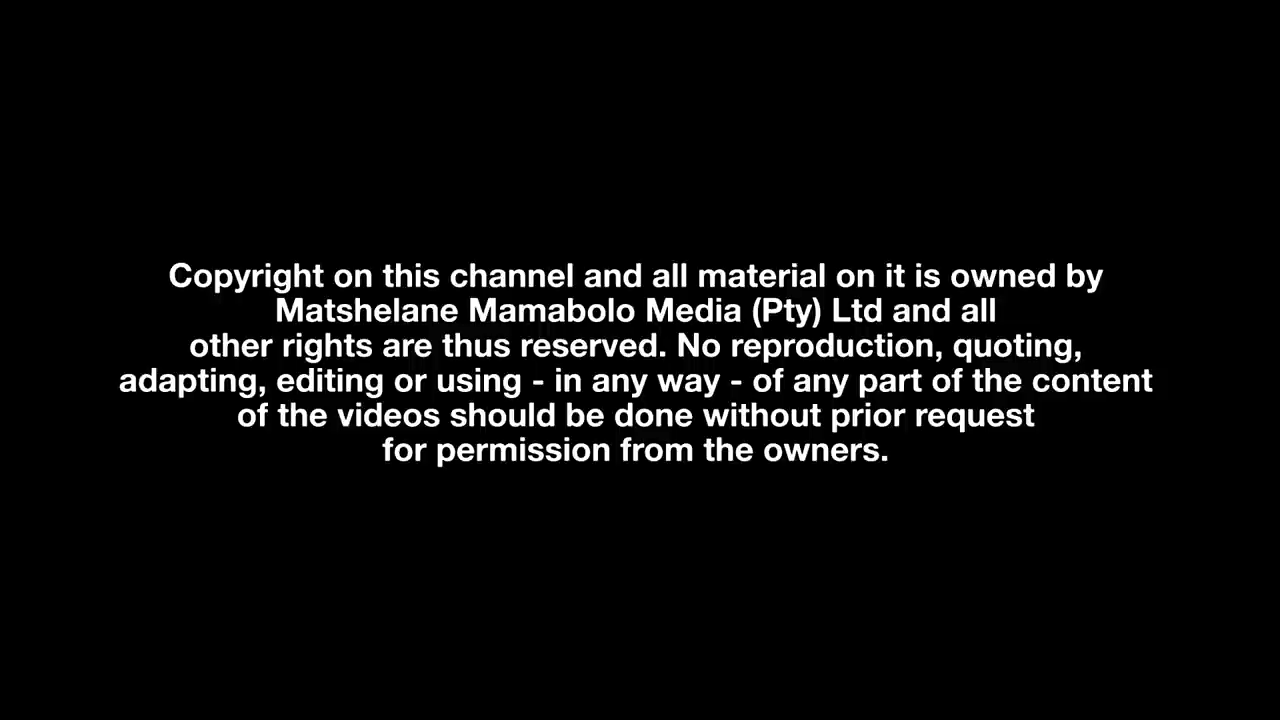 Copyright on this channel and all material on it is owned by
Matshelane Mamabolo Media (Pty) Ltd and all
other rights are thus reserved. No reproduction, quoting,
adapting, editing or using - in any way - of any part of the content
of the videos should be done without prior request
for permission from the owners.